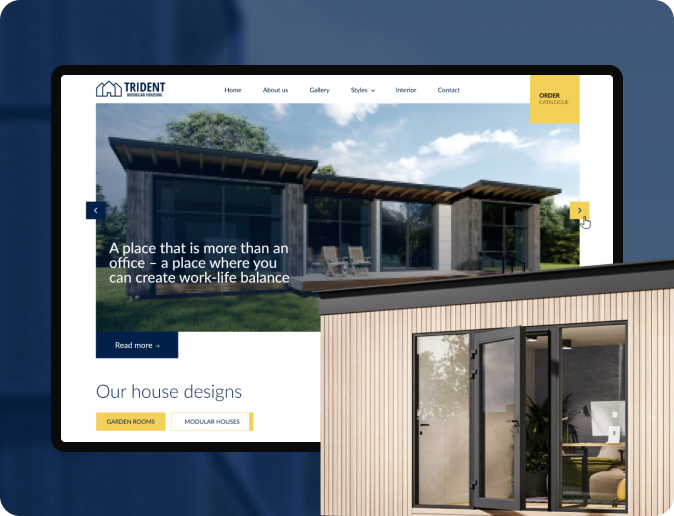 TRIDENT
MODULAR HOUSING
Home About us Gallery Styles Interior Contact
ORDER
CATALOGUE
A place that is more than an
office – a place where you
can create work-life balance
Read more →
Our house designs
GARDEN ROOMS MODULAR HOUSES